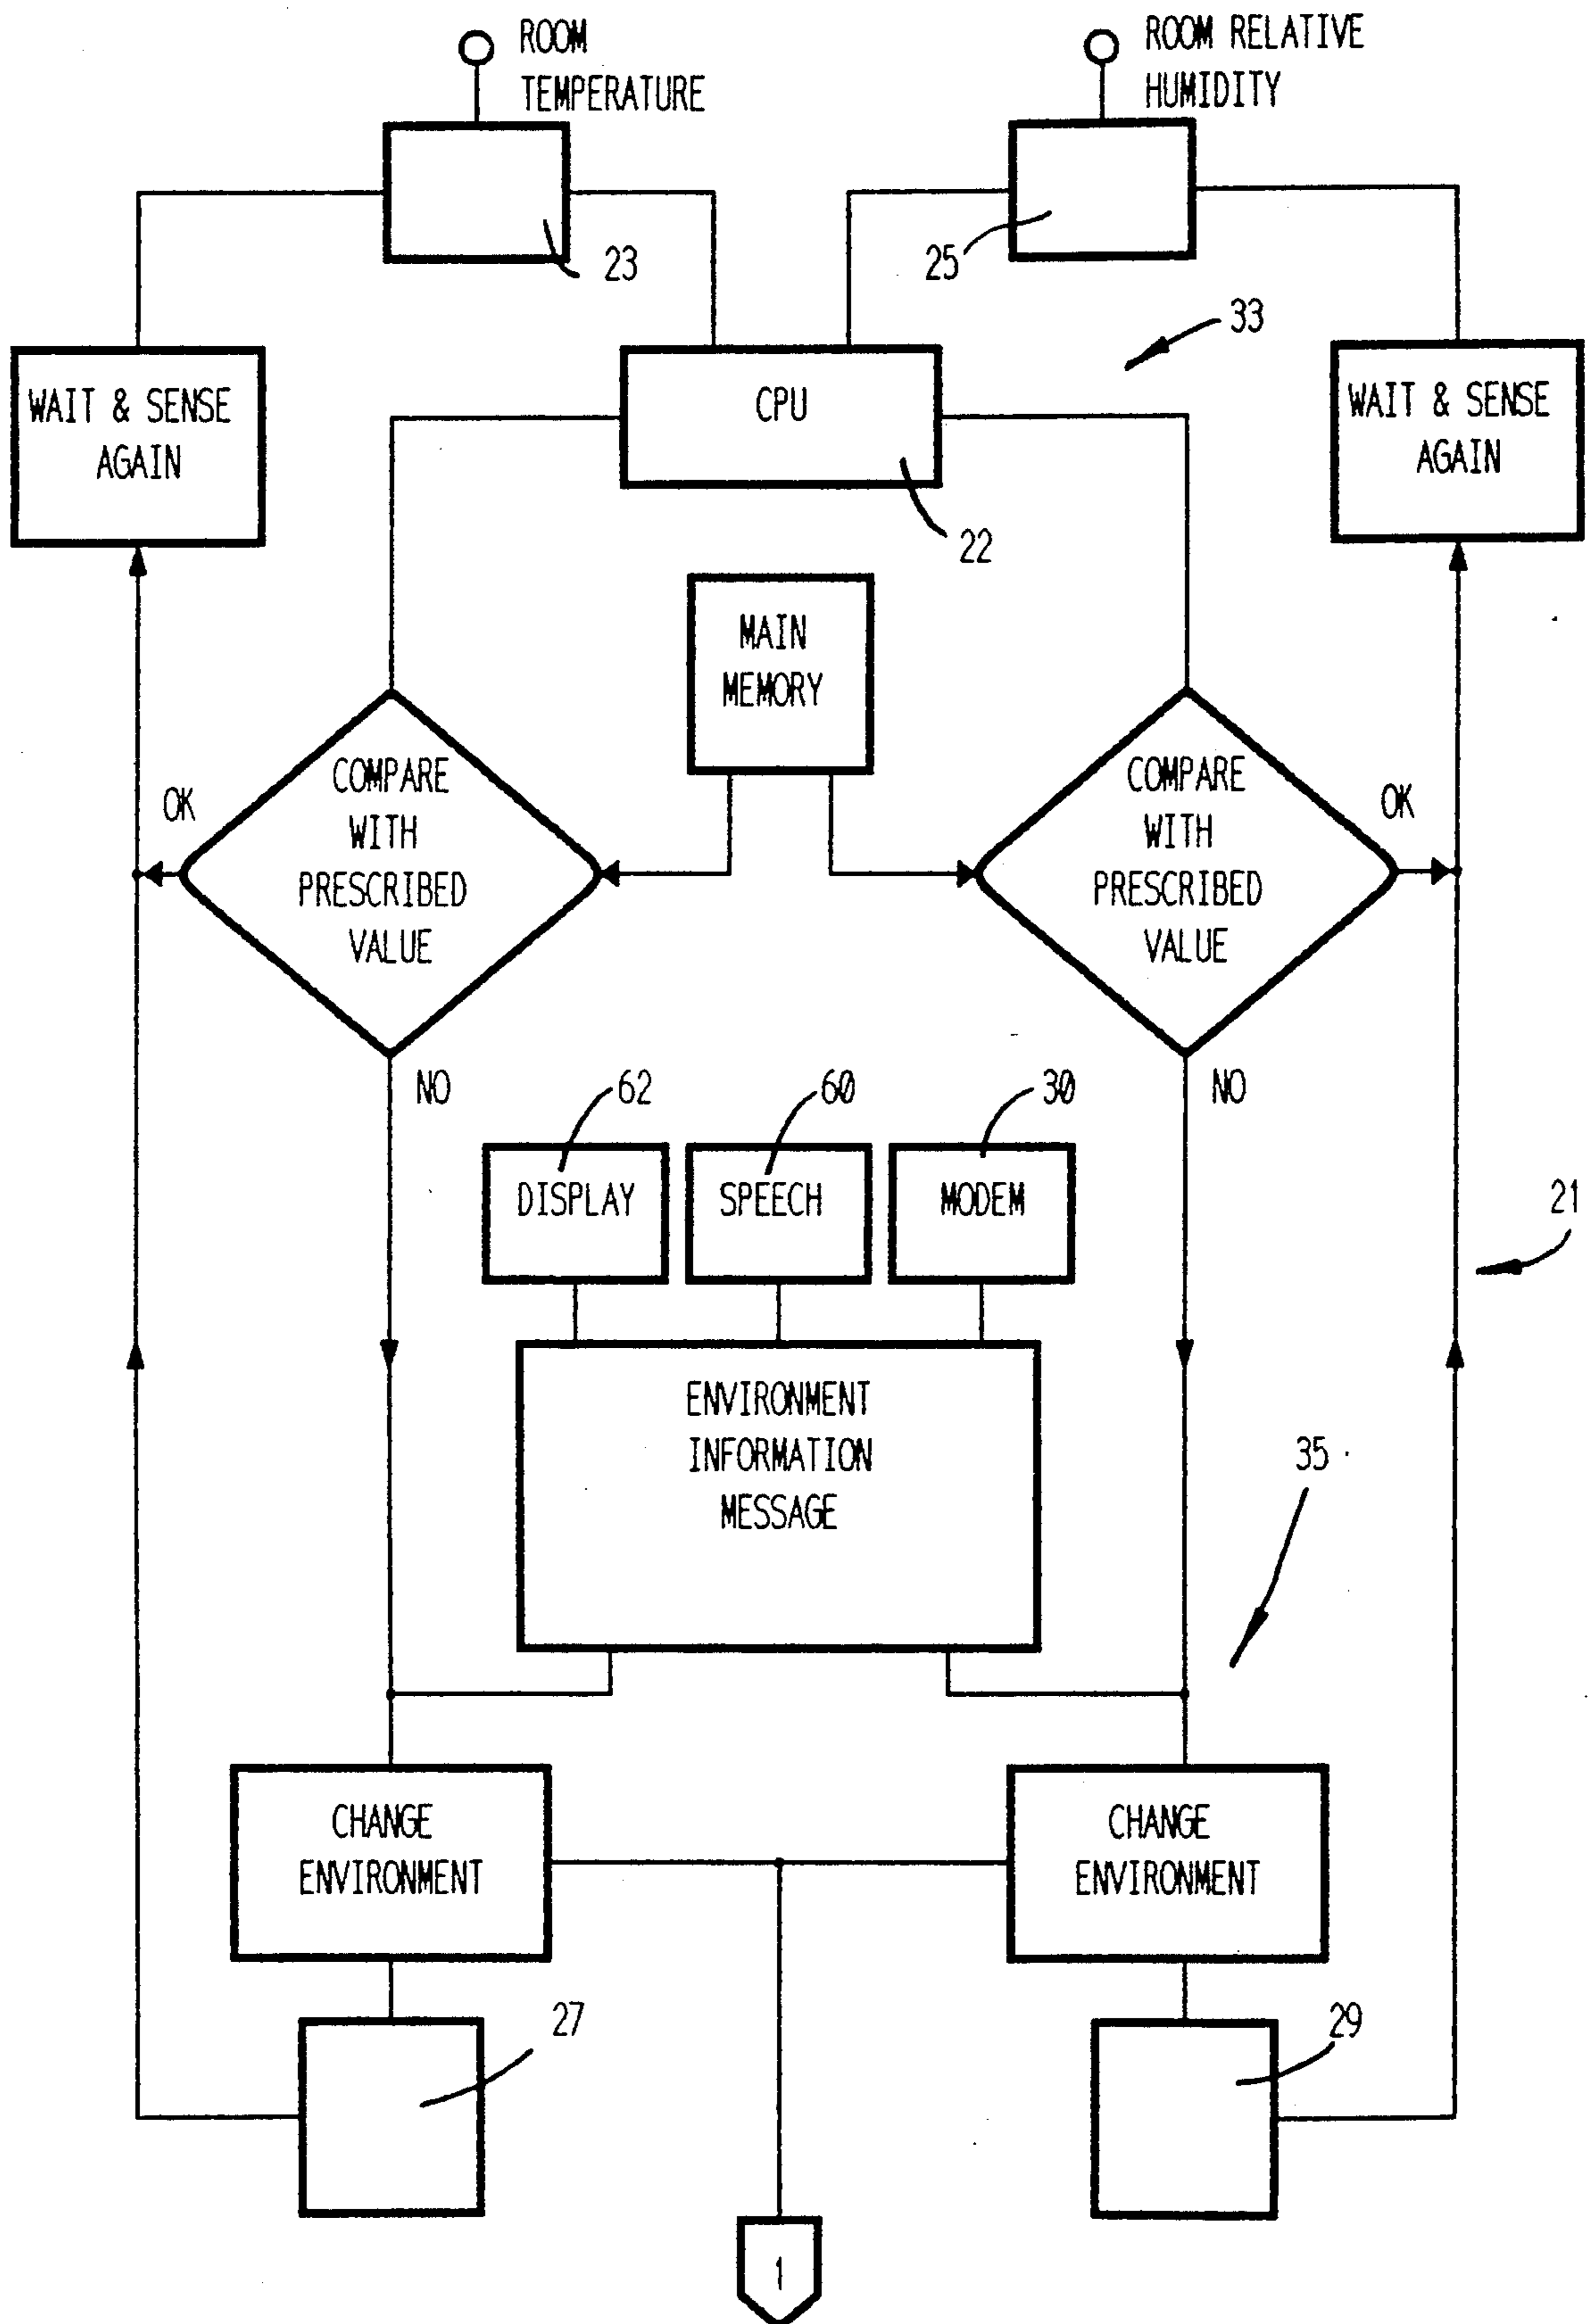 ROOM
TEMPERATURE
ROOM RELATIVE
HUMIDITY
23
25
33
WAIT & SENSE
AGAIN
CPU
WAIT & SENSE
AGAIN
22
MAIN
MEMORY
OK
COMPARE
WITH
PRESCRIBED
VALUE
COMPARE
WITH
PRESCRIBED
VALUE
OK
NO
NO
62
60
30
DISPLAY
SPEECH
MODEM
21
ENVIRONMENT
INFORMATION
MESSAGE
35
CHANGE
ENVIRONMENT
CHANGE
ENVIRONMENT
27
29
1